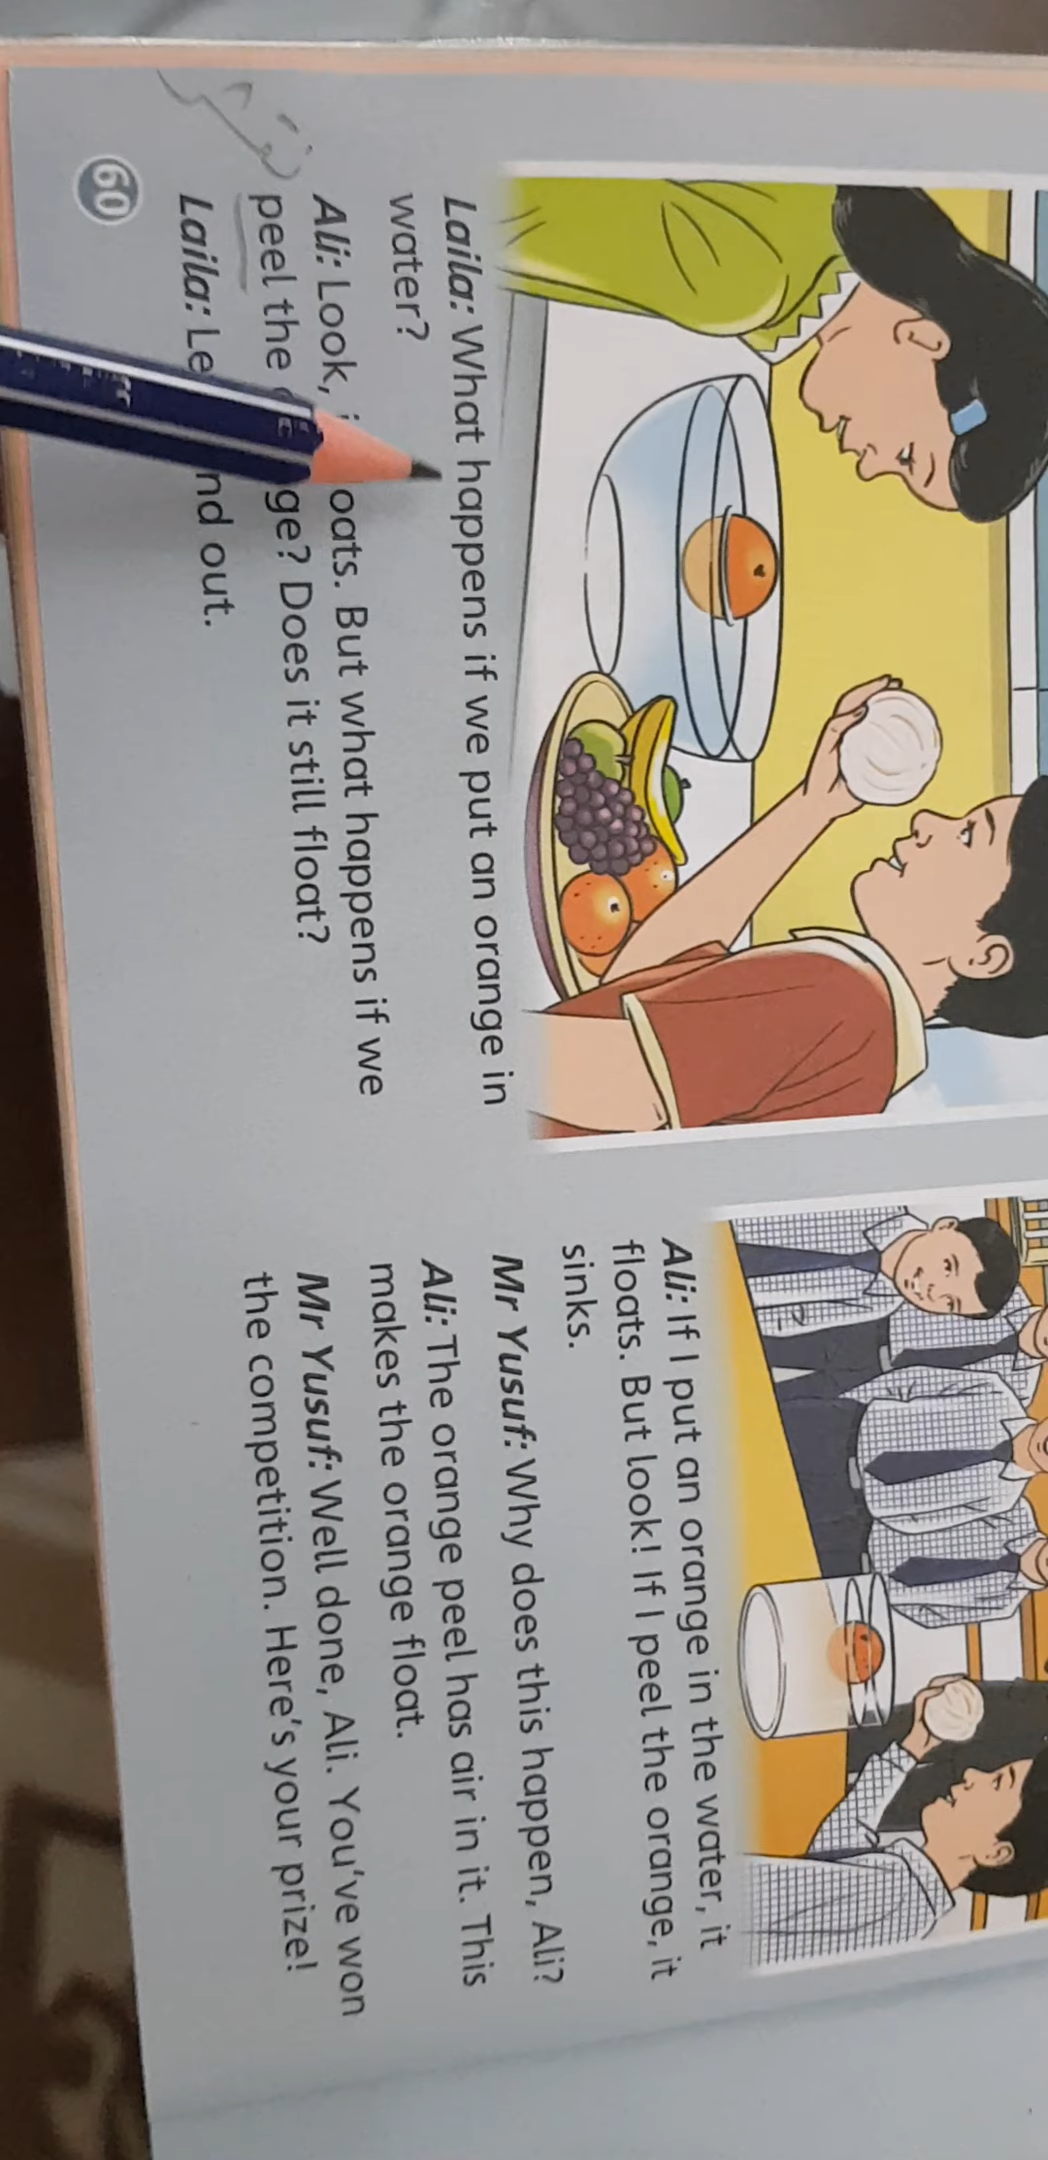 Laila: What happens if we put an orange in
water?
Ali: Look, oats. But what happens if we
peel the ge? Does it still float?
Laila: Le nd out.
60
Ali: If I put an orange in the water, it
floats. But look! If I peel the orange, it
sinks.
Mr Yusuf: Why does this happen, Ali?
Ali: The orange peel has air in it. This
makes the orange float.
Mr Yusuf: Well done, Ali. You've won
the competition. Here's your prize!